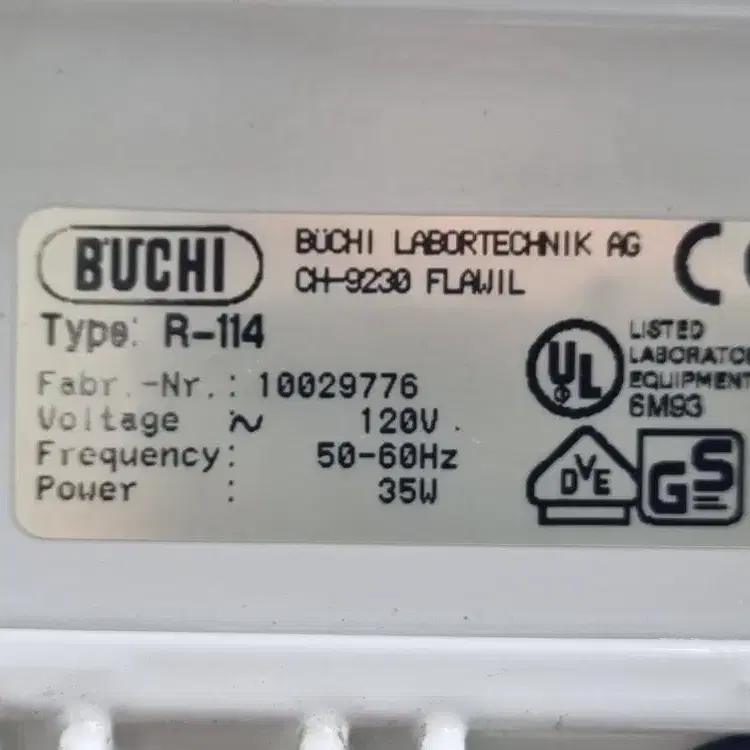 BÜCHI
BÜCHI LABORTECHNIK AG
CH-9230 FLAWIL
CE
Type: R-114
Fabr.-Nr.: 10029776
Voltage ~ 120V
Frequency: 50-60Hz
Power : 35W
UL
LISTED
EQUIPMENT
6M93
DVE
GS